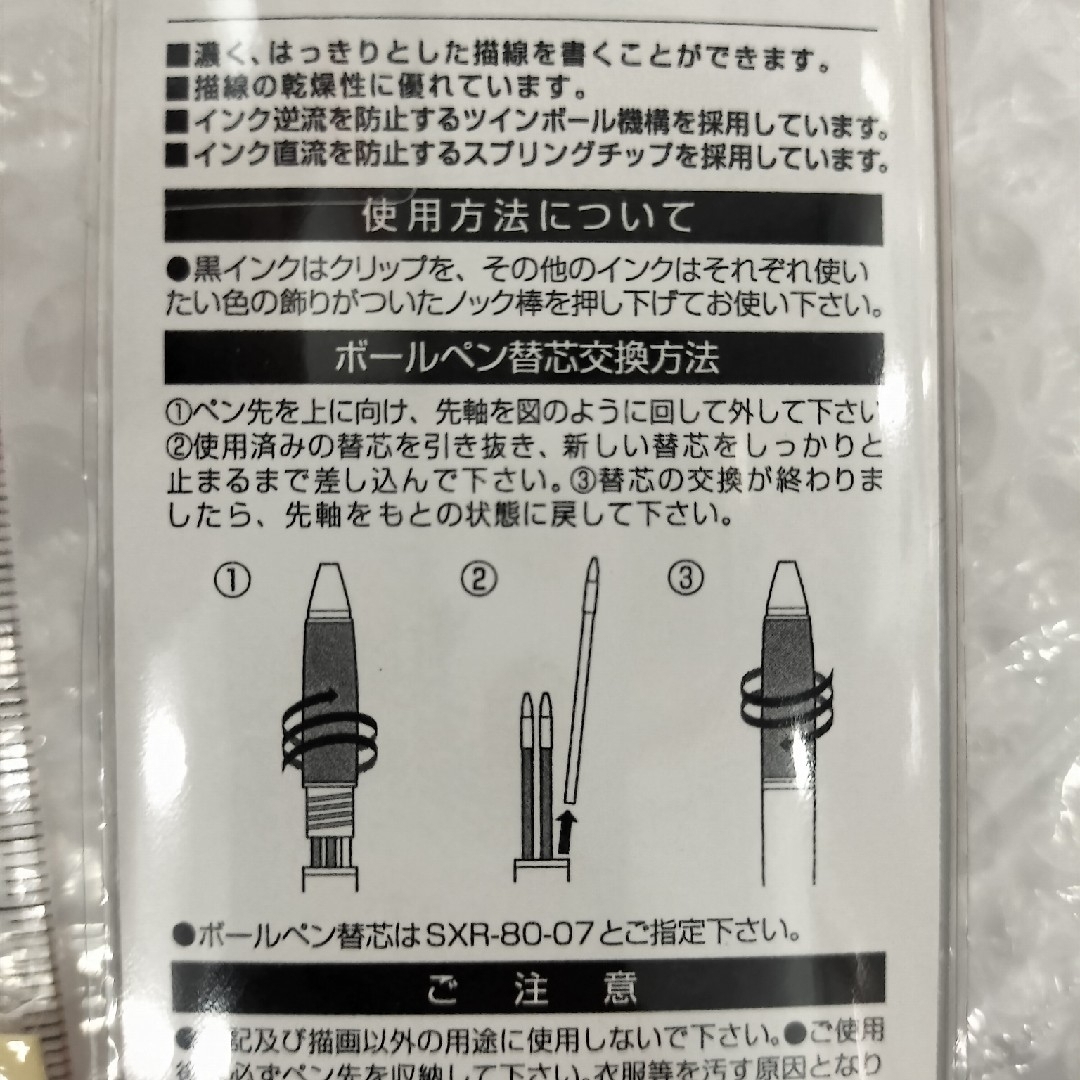 ■濃く、はっきりとした描線を書くことができます。
■描線の乾燥性に優れています。
■インク逆流を防止するツインボール機構を採用しています。
■インク直流を防止するスプリングチップを採用しています。
使用方法について
●黒インクはクリップを、その他のインクはそれぞれ使い
たい色の飾りがついたノック棒を押し下げてお使い下さい。
ボールペン替芯交換方法
①ペン先を上に向け、先軸を図のように回して外して下さい
②使用済みの替芯を引き抜き、新しい替芯をしっかりと
止まるまで差し込んで下さい。③替芯の交換が終わりま
したら、先軸をもとの状態に戻して下さい。
① ② ③
●ボールペン替芯はSXR-80-07とご指定下さい。
ご注意
●記及び描画以外の用途に使用しないで下さい。●ご使用
必ずペン先を収納して下さい。衣服等を汚す原因となり